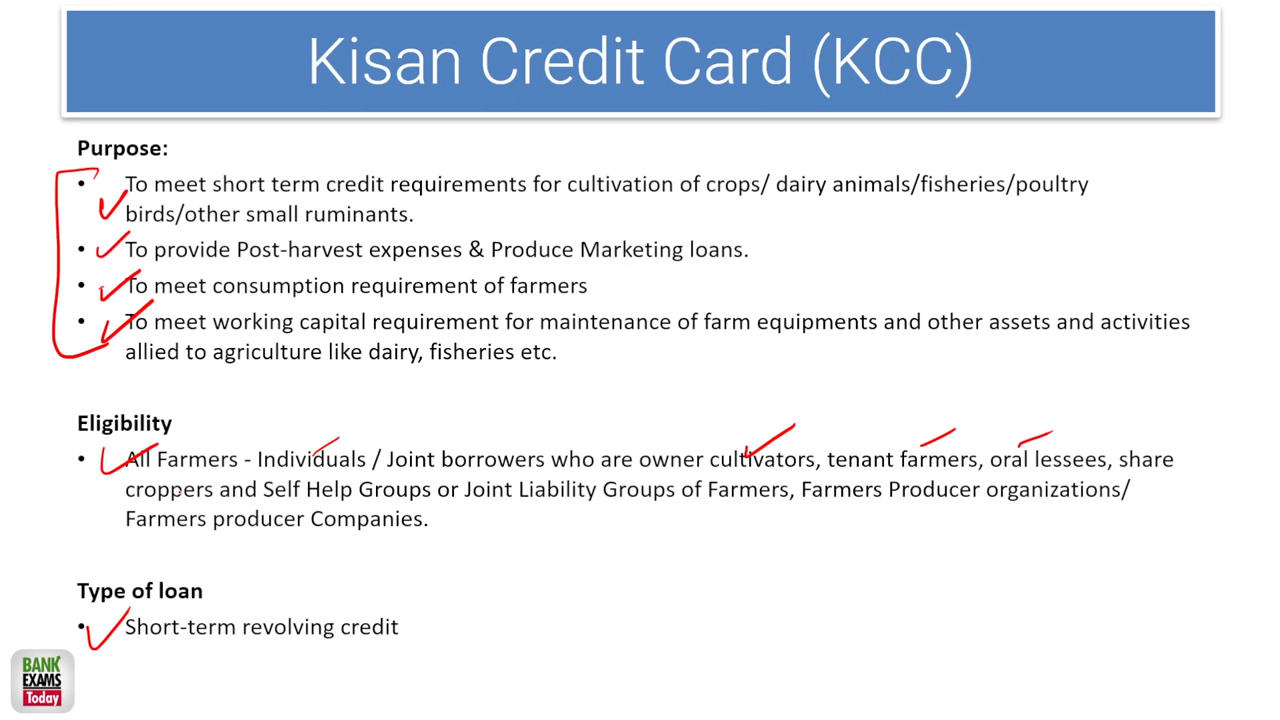 Kisan Credit Card (KCC)
Purpose:
• To meet short term credit requirements for cultivation of crops/ dairy animals/fisheries/poultry
birds/other small ruminants.
• To provide Post-harvest expenses & Produce Marketing loans.
• To meet consumption requirement of farmers
• To meet working capital requirement for maintenance of farm equipments and other assets and activities
allied to agriculture like dairy, fisheries etc.
Eligibility
• All Farmers - Individuals / Joint borrowers who are owner cultivators, tenant farmers, oral lessees, share
croppers and Self Help Groups or Joint Liability Groups of Farmers, Farmers Producer organizations/
Farmers producer Companies.
Type of loan
• Short-term revolving credit
BANK
EXAMS
Today